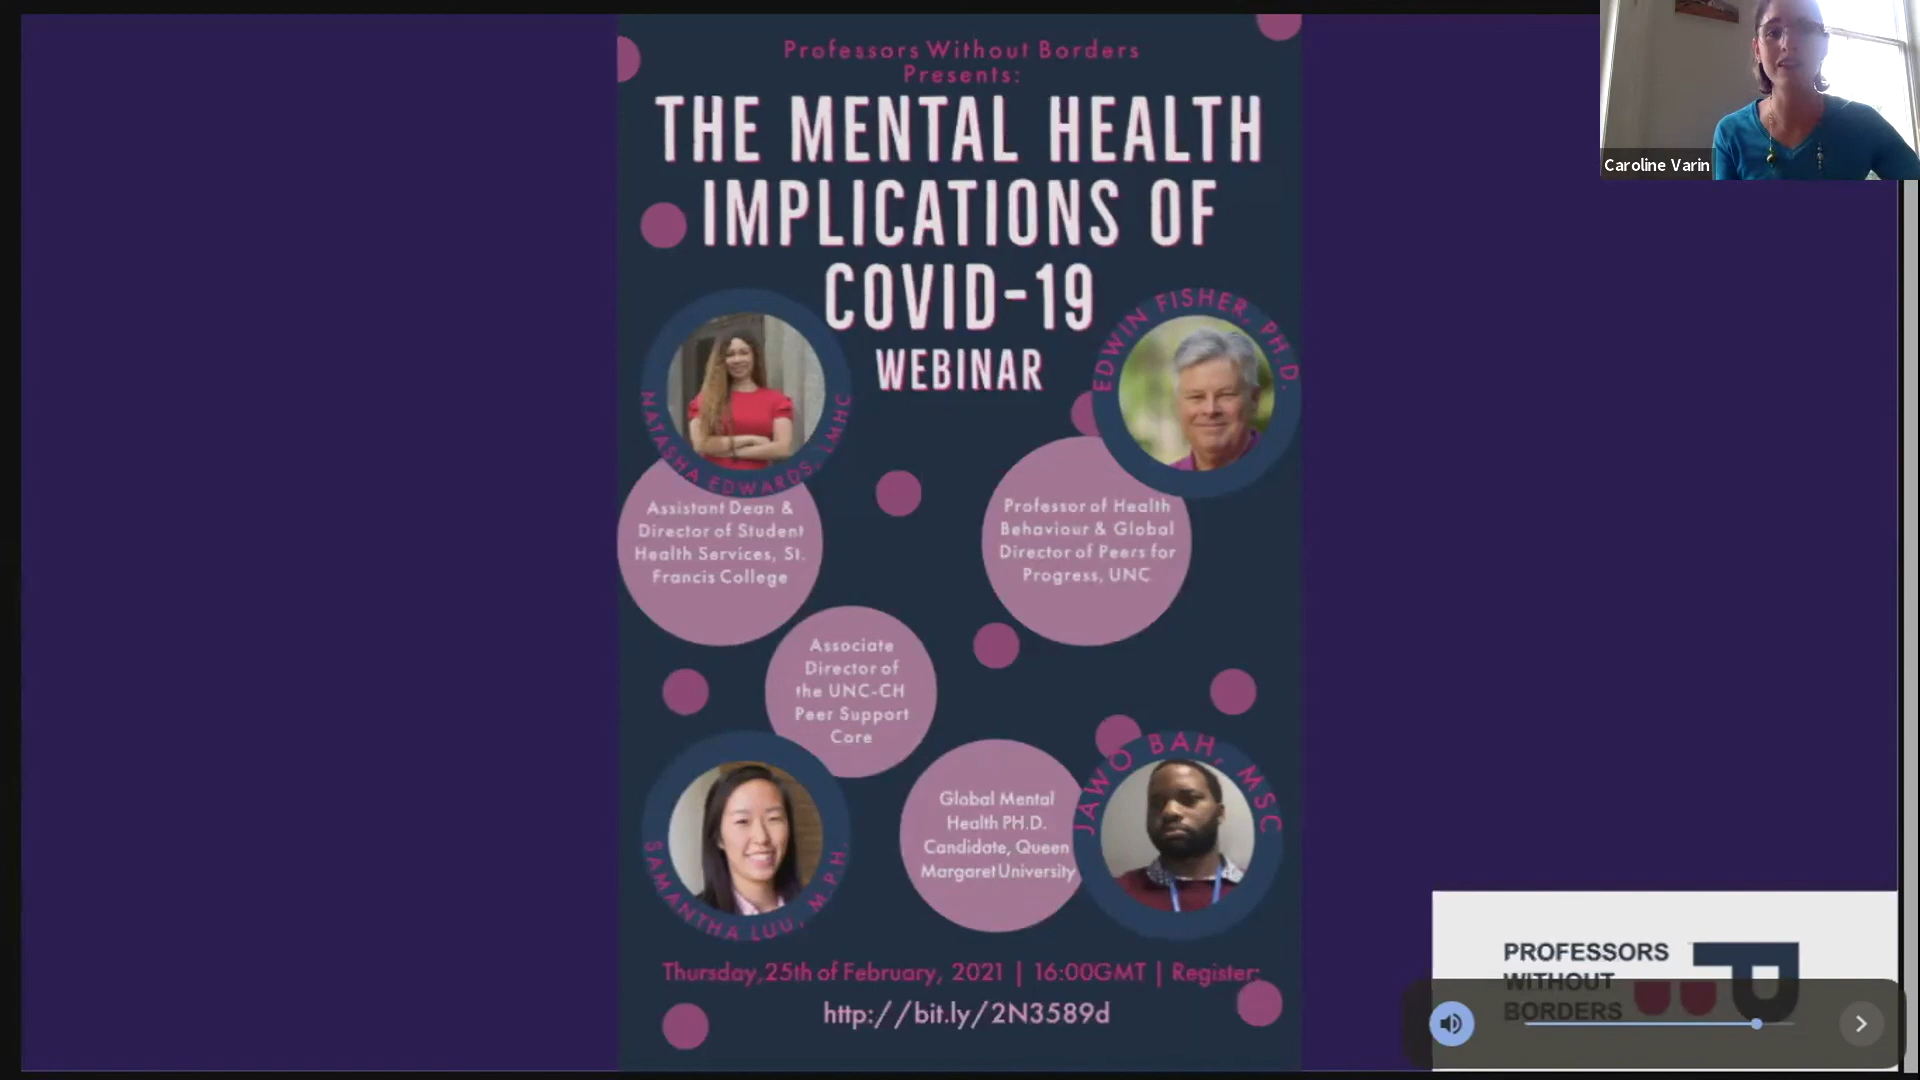 Professors Without Borders
Presents:
THE MENTAL HEALTH
IMPLICATIONS OF
COVID-19
WEBINAR
Caroline Varin
NATASHA EDWARDS, LMHC
Assistant Dean &
Director of Student
Health Services, St.
Francis College
EDWIN FISHER, PH.D.
Professor of Health
Behaviour & Global
Director of Peers for
Progress, UNC
Associate
Director of
the UNC-CH
Peer Support
Core
SAMANTHA LUU, M.P.H.
Global Mental
Health PH.D.
Candidate, Queen
Margaret University
JAWO BAH, MSC
Thursday, 25th of February, 2021 | 16:00GMT | Register:
http://bit.ly/2N3589d
PROFESSORS
WITHOUT
BORDERS